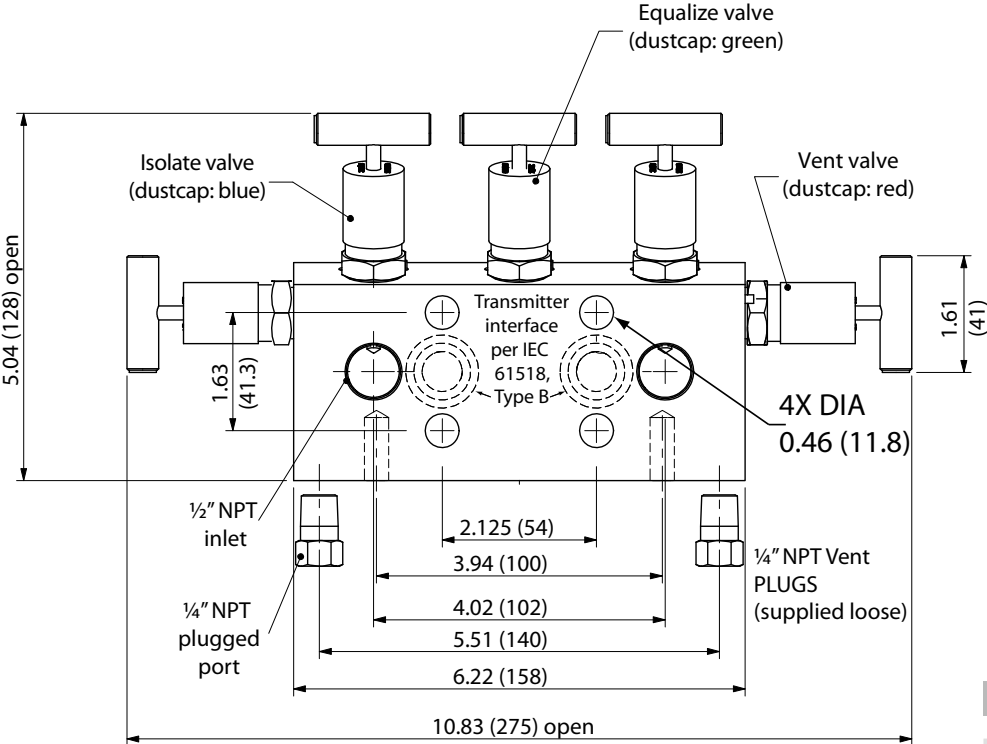 Equalize valve
(dustcap: green)
Isolate valve
(dustcap: blue)
Vent valve
(dustcap: red)
5.04 (128) open
1.61
(41)
Transmitter
interface
per IEC
61518,
Type B
1.63
(41.3)
4X DIA
0.46 (11.8)
½" NPT
inlet
2.125 (54)
3.94 (100)
¼" NPT Vent
PLUGS
(supplied loose)
¼" NPT
plugged
port
4.02 (102)
5.51 (140)
6.22 (158)
10.83 (275) open